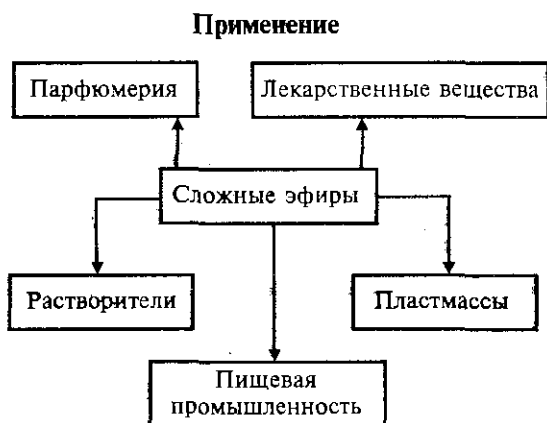 Применение
Парфюмерия
Лекарственные вещества
Сложные эфиры
Растворители
Пластмассы
Пищевая
промышленность